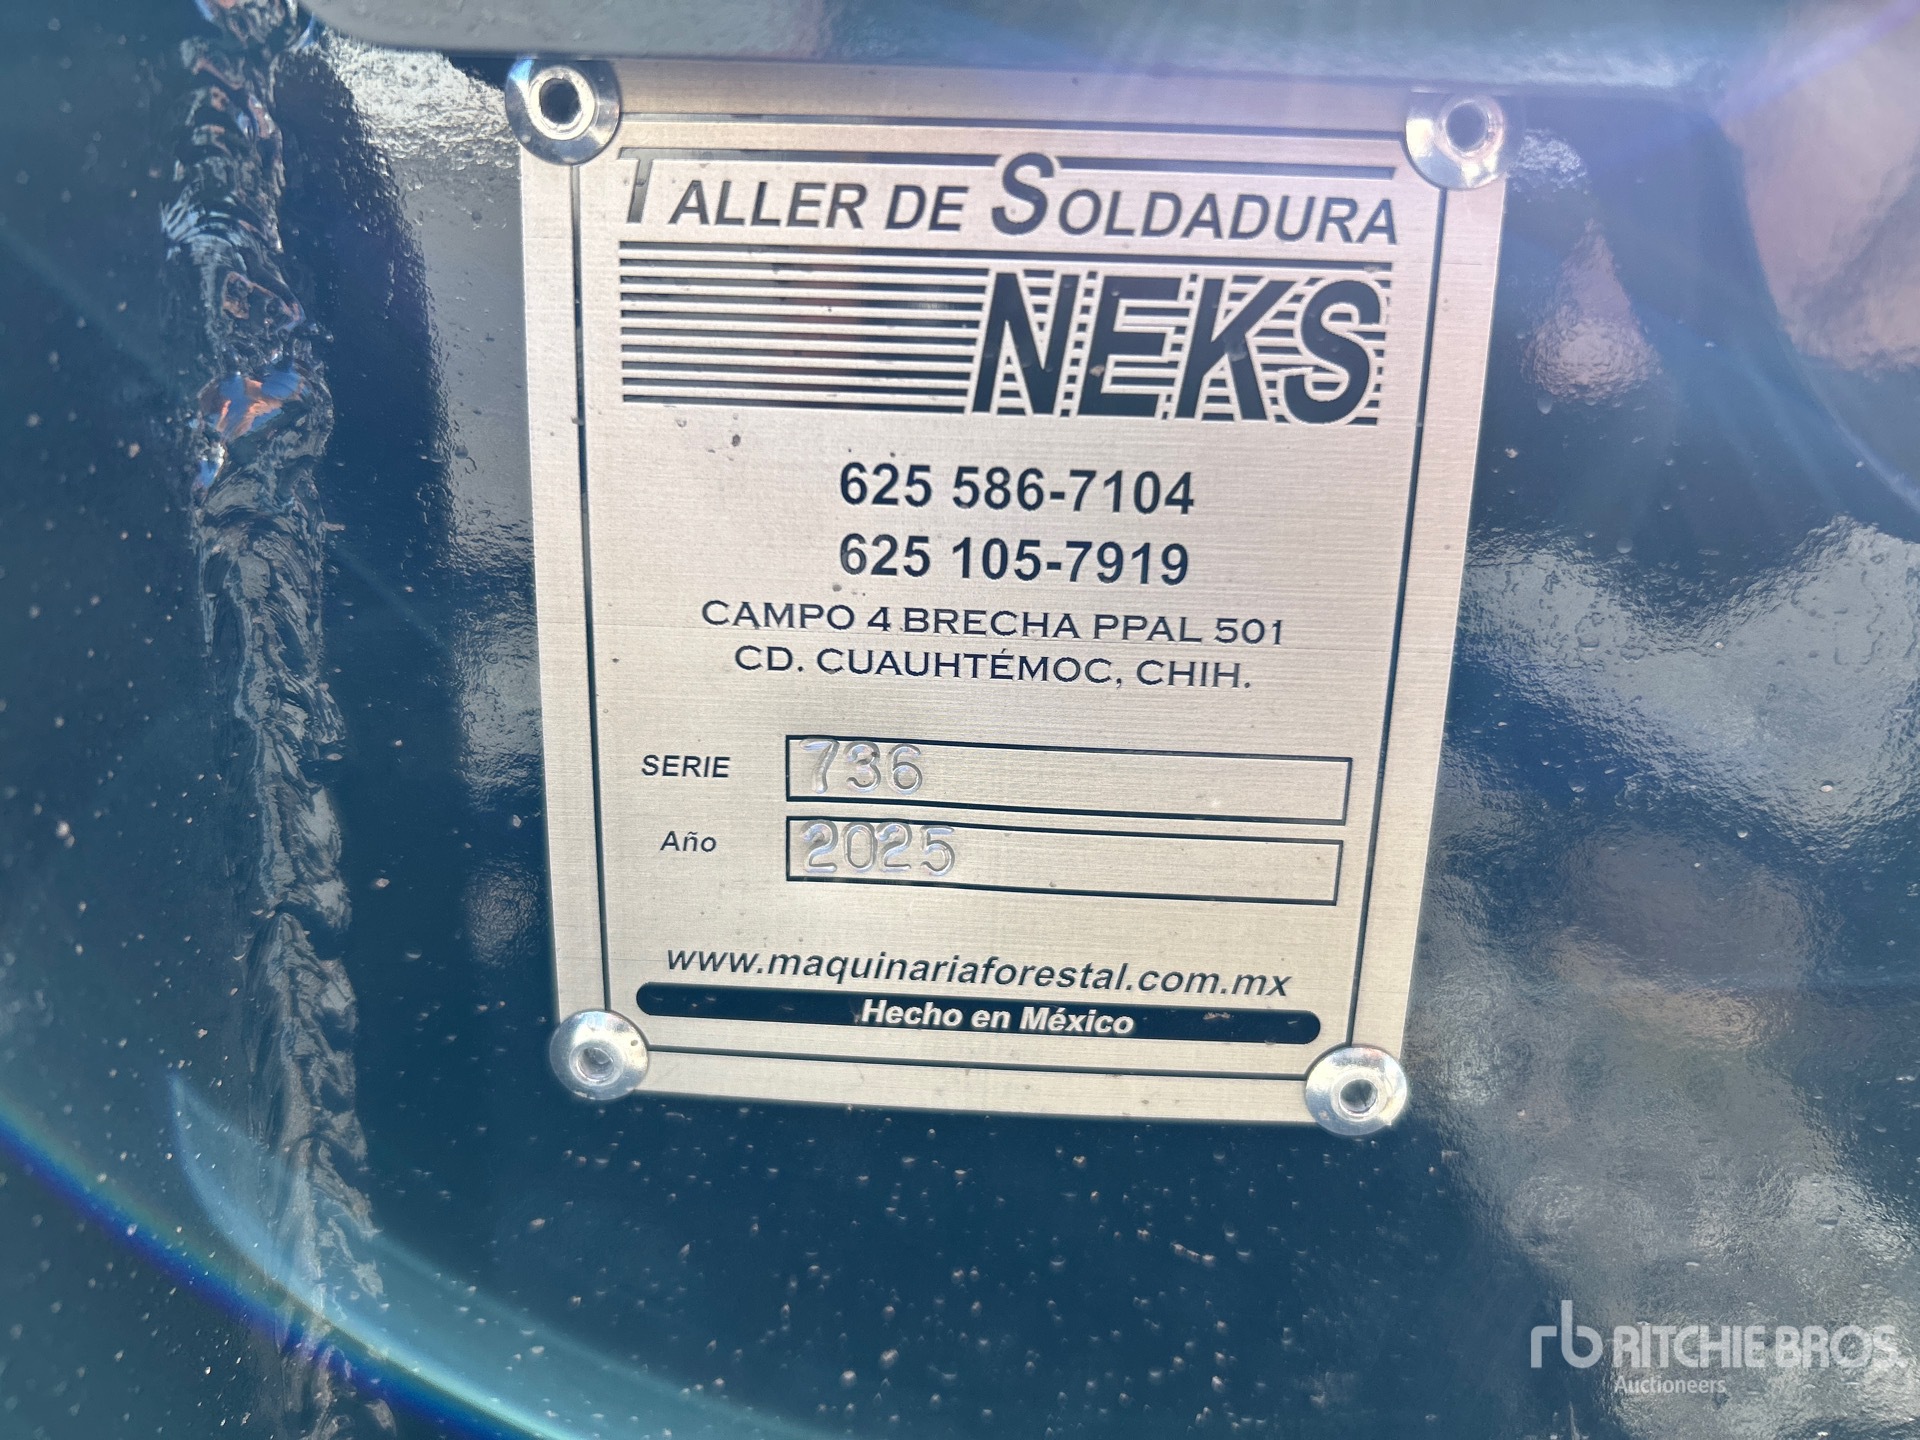 TALLER DE SOLDADURA
NEKS
625 586-7104
625 105-7919
CAMPO 4 BRECHA PPAL 501
CD. CUAUHTÉMOC, CHIH.
SERIE 736
Año 2025
www.maquinariaforestal.com.mx
Hecho en México
rb RITCHIE BROS.
Auctioneers